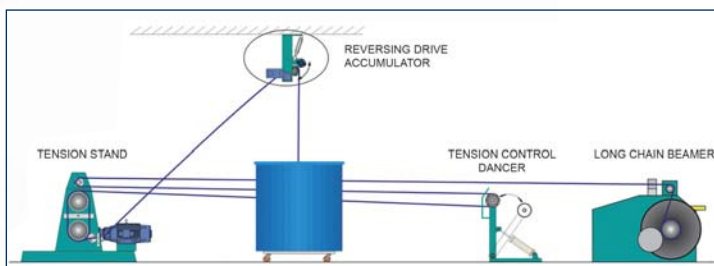 REVERSING DRIVE
ACCUMULATOR
TENSION STAND
TENSION CONTROL
DANCER
LONG CHAIN BEAMER